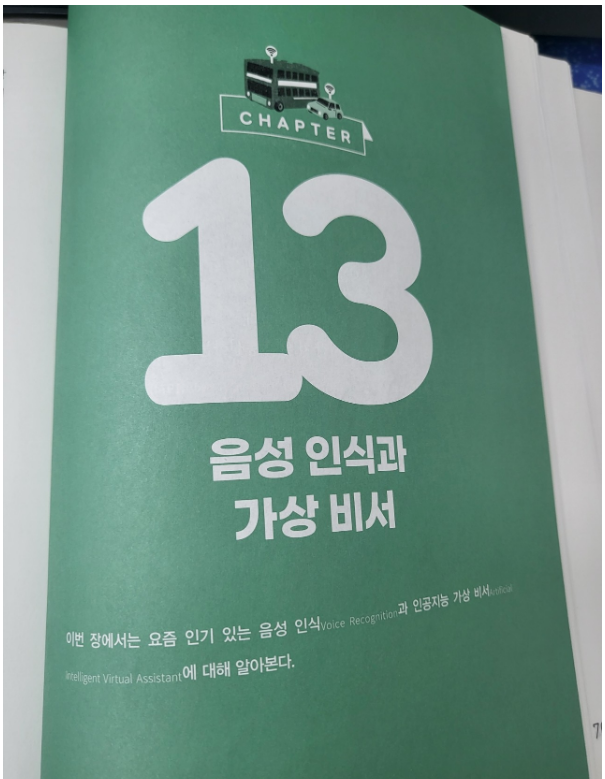 CHAPTER
13
음성 인식과
가상 비서
이번 장에서는 요즘 인기 있는 음성 인식Voice Recognition과 인공지능 가상 비서Artificial
Intelligent Virtual Assistant에 대해 알아본다.